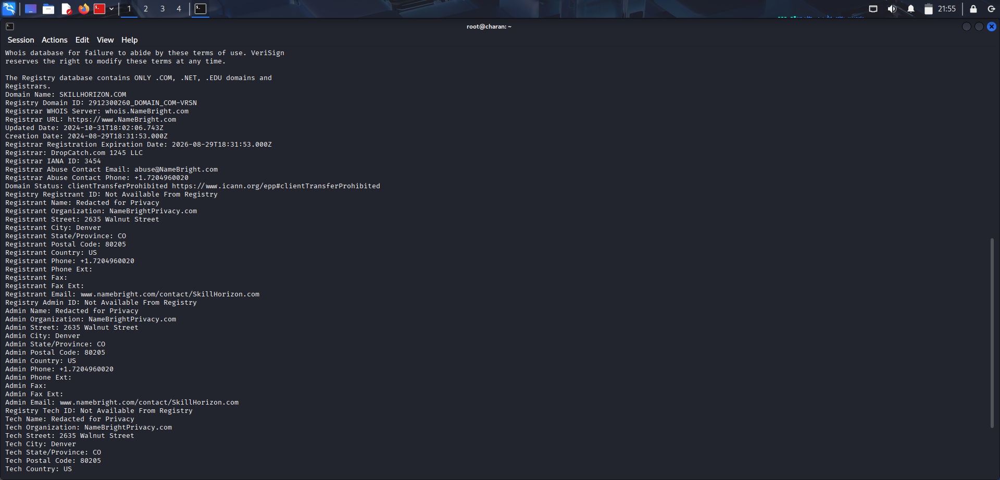 1 2 3 4
21:55
root@charan: ~
Session Actions Edit View Help
Whois database for failure to abide by these terms of use. VeriSign
reserves the right to modify these terms at any time.
The Registry database contains ONLY .COM, .NET, .EDU domains and
Registrars.
Domain Name: SKILLHORIZON.COM
Registry Domain ID: 2912300260_DOMAIN_COM-VRSN
Registrar WHOIS Server: whois.NameBright.com
Registrar URL: https://www.NameBright.com
Updated Date: 2024-10-31T18:02:06.743Z
Creation Date: 2024-08-29T18:31:53.000Z
Registrar Registration Expiration Date: 2026-08-29T18:31:53.000Z
Registrar: DropCatch.com 1245 LLC
Registrar IANA ID: 3454
Registrar Abuse Contact Email: abuse@NameBright.com
Registrar Abuse Contact Phone: +1.7204960020
Domain Status: clientTransferProhibited https://www.icann.org/epp#clientTransferProhibited
Registry Registrant ID: Not Available From Registry
Registrant Name: Redacted for Privacy
Registrant Organization: NameBrightPrivacy.com
Registrant Street: 2635 Walnut Street
Registrant City: Denver
Registrant State/Province: CO
Registrant Postal Code: 80205
Registrant Country: US
Registrant Phone: +1.7204960020
Registrant Phone Ext:
Registrant Fax:
Registrant Fax Ext:
Registrant Email: www.namebright.com/contact/SkillHorizon.com
Registry Admin ID: Not Available From Registry
Admin Name: Redacted for Privacy
Admin Organization: NameBrightPrivacy.com
Admin Street: 2635 Walnut Street
Admin City: Denver
Admin State/Province: CO
Admin Postal Code: 80205
Admin Country: US
Admin Phone: +1.7204960020
Admin Phone Ext:
Admin Fax:
Admin Fax Ext:
Admin Email: www.namebright.com/contact/SkillHorizon.com
Registry Tech ID: Not Available From Registry
Tech Name: Redacted for Privacy
Tech Organization: NameBrightPrivacy.com
Tech Street: 2635 Walnut Street
Tech City: Denver
Tech State/Province: CO
Tech Postal Code: 80205
Tech Country: US